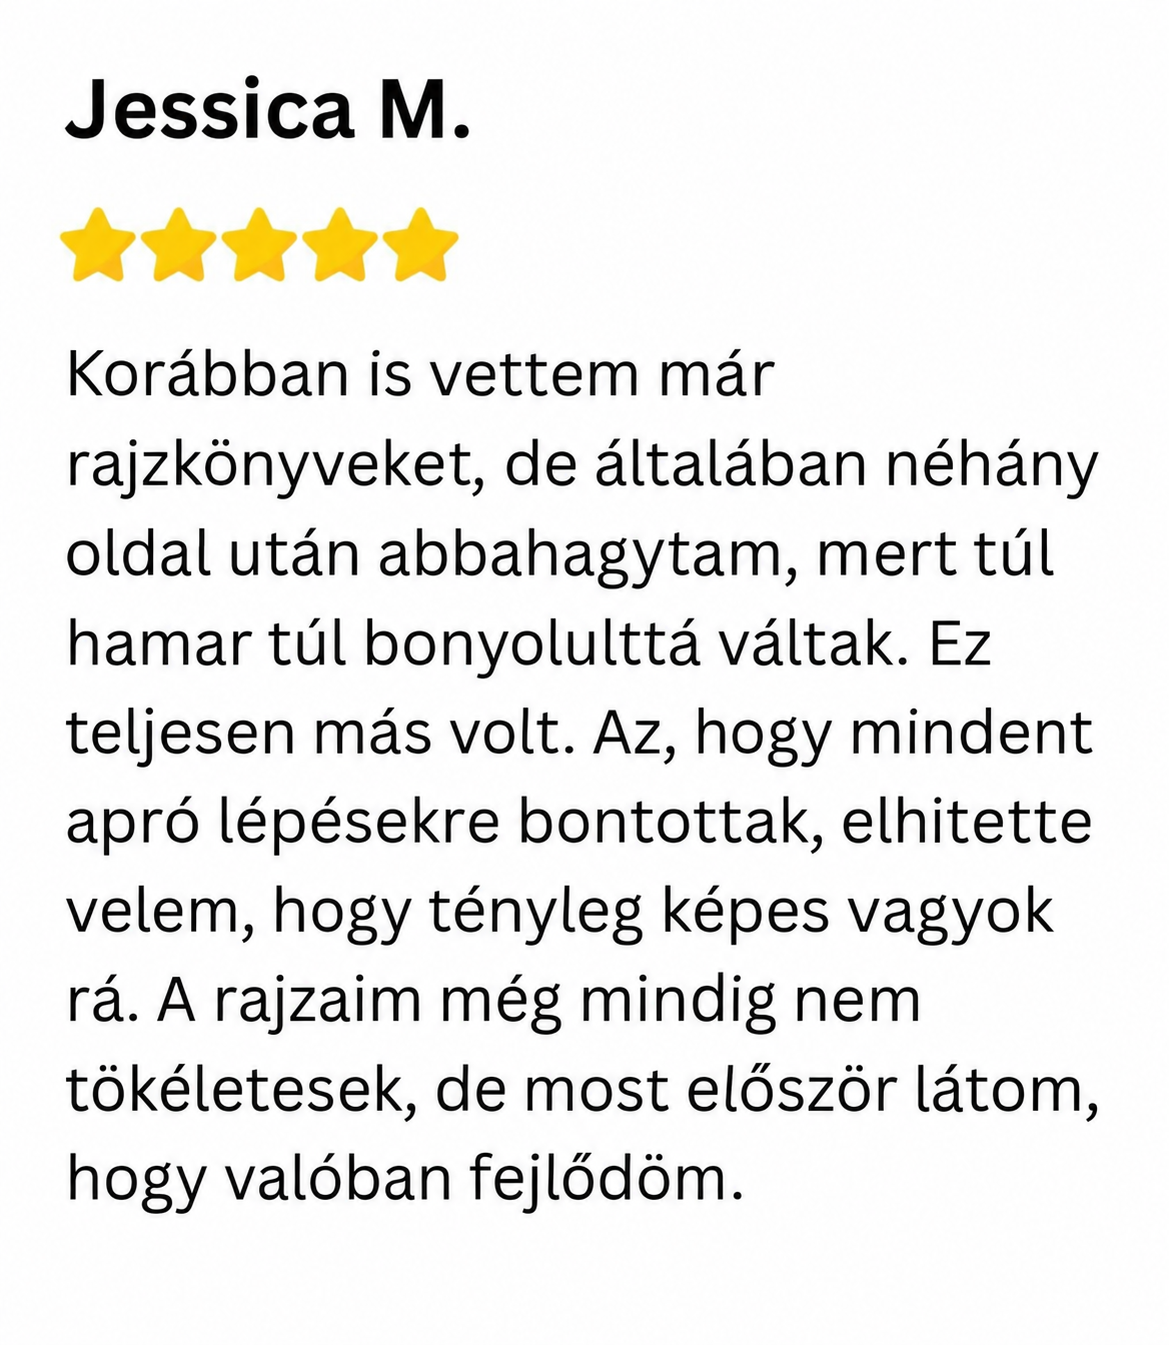 Jessica M.
Korábban is vettem már
rajzkönyveket, de általában néhány
oldal után abbahagytam, mert túl
hamar túl bonyolulttá váltak. Ez
teljesen más volt. Az, hogy mindent
apró lépésekre bontottak, elhitette
velem, hogy tényleg képes vagyok
rá. A rajzaim még mindig nem
tökéletesek, de most először látom,
hogy valóban fejlődöm.